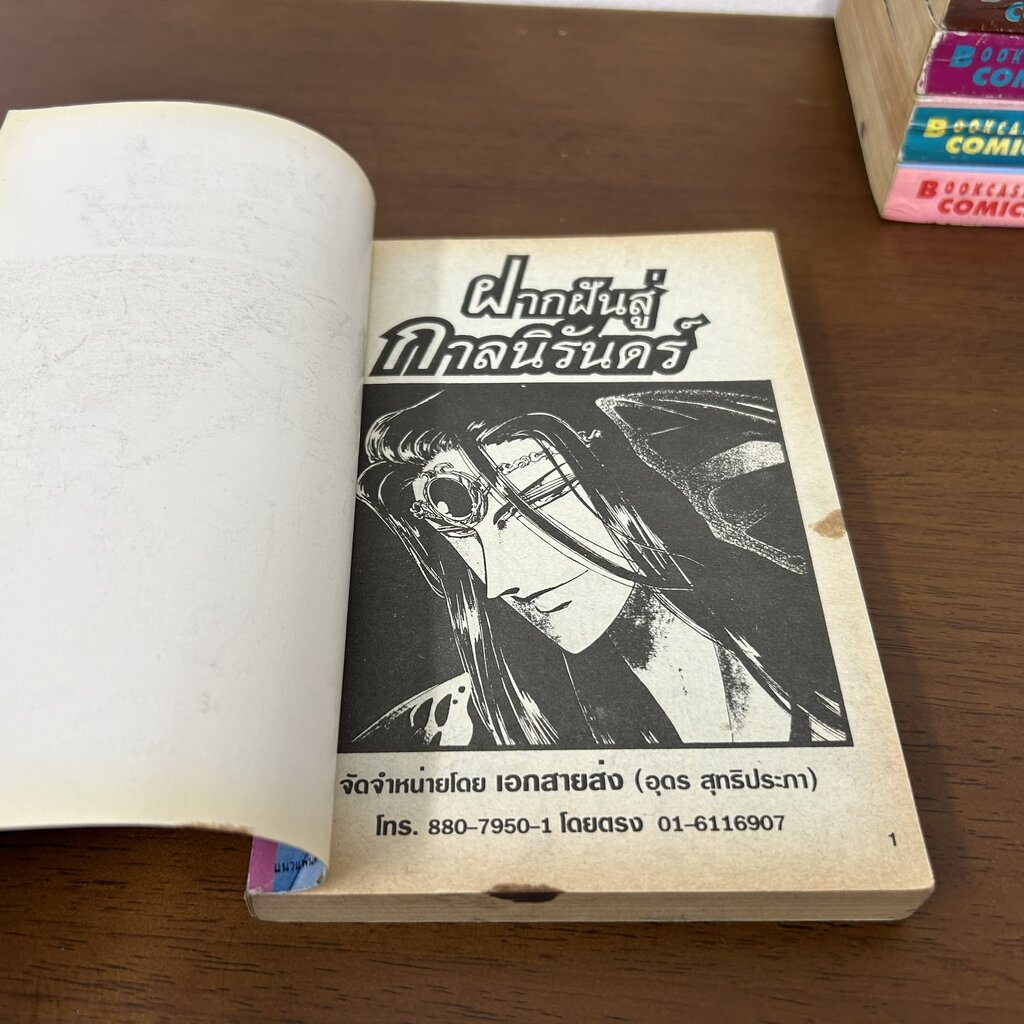 ฝากฝันสู่
กาลนิรันดร์
จัดจำหน่ายโดย เอกสายส่ง (อุดร สุทธิประภา)
โทร. 880-7950-1 โดยตรง 01-6116907
1
BOOKCAS
COMIC